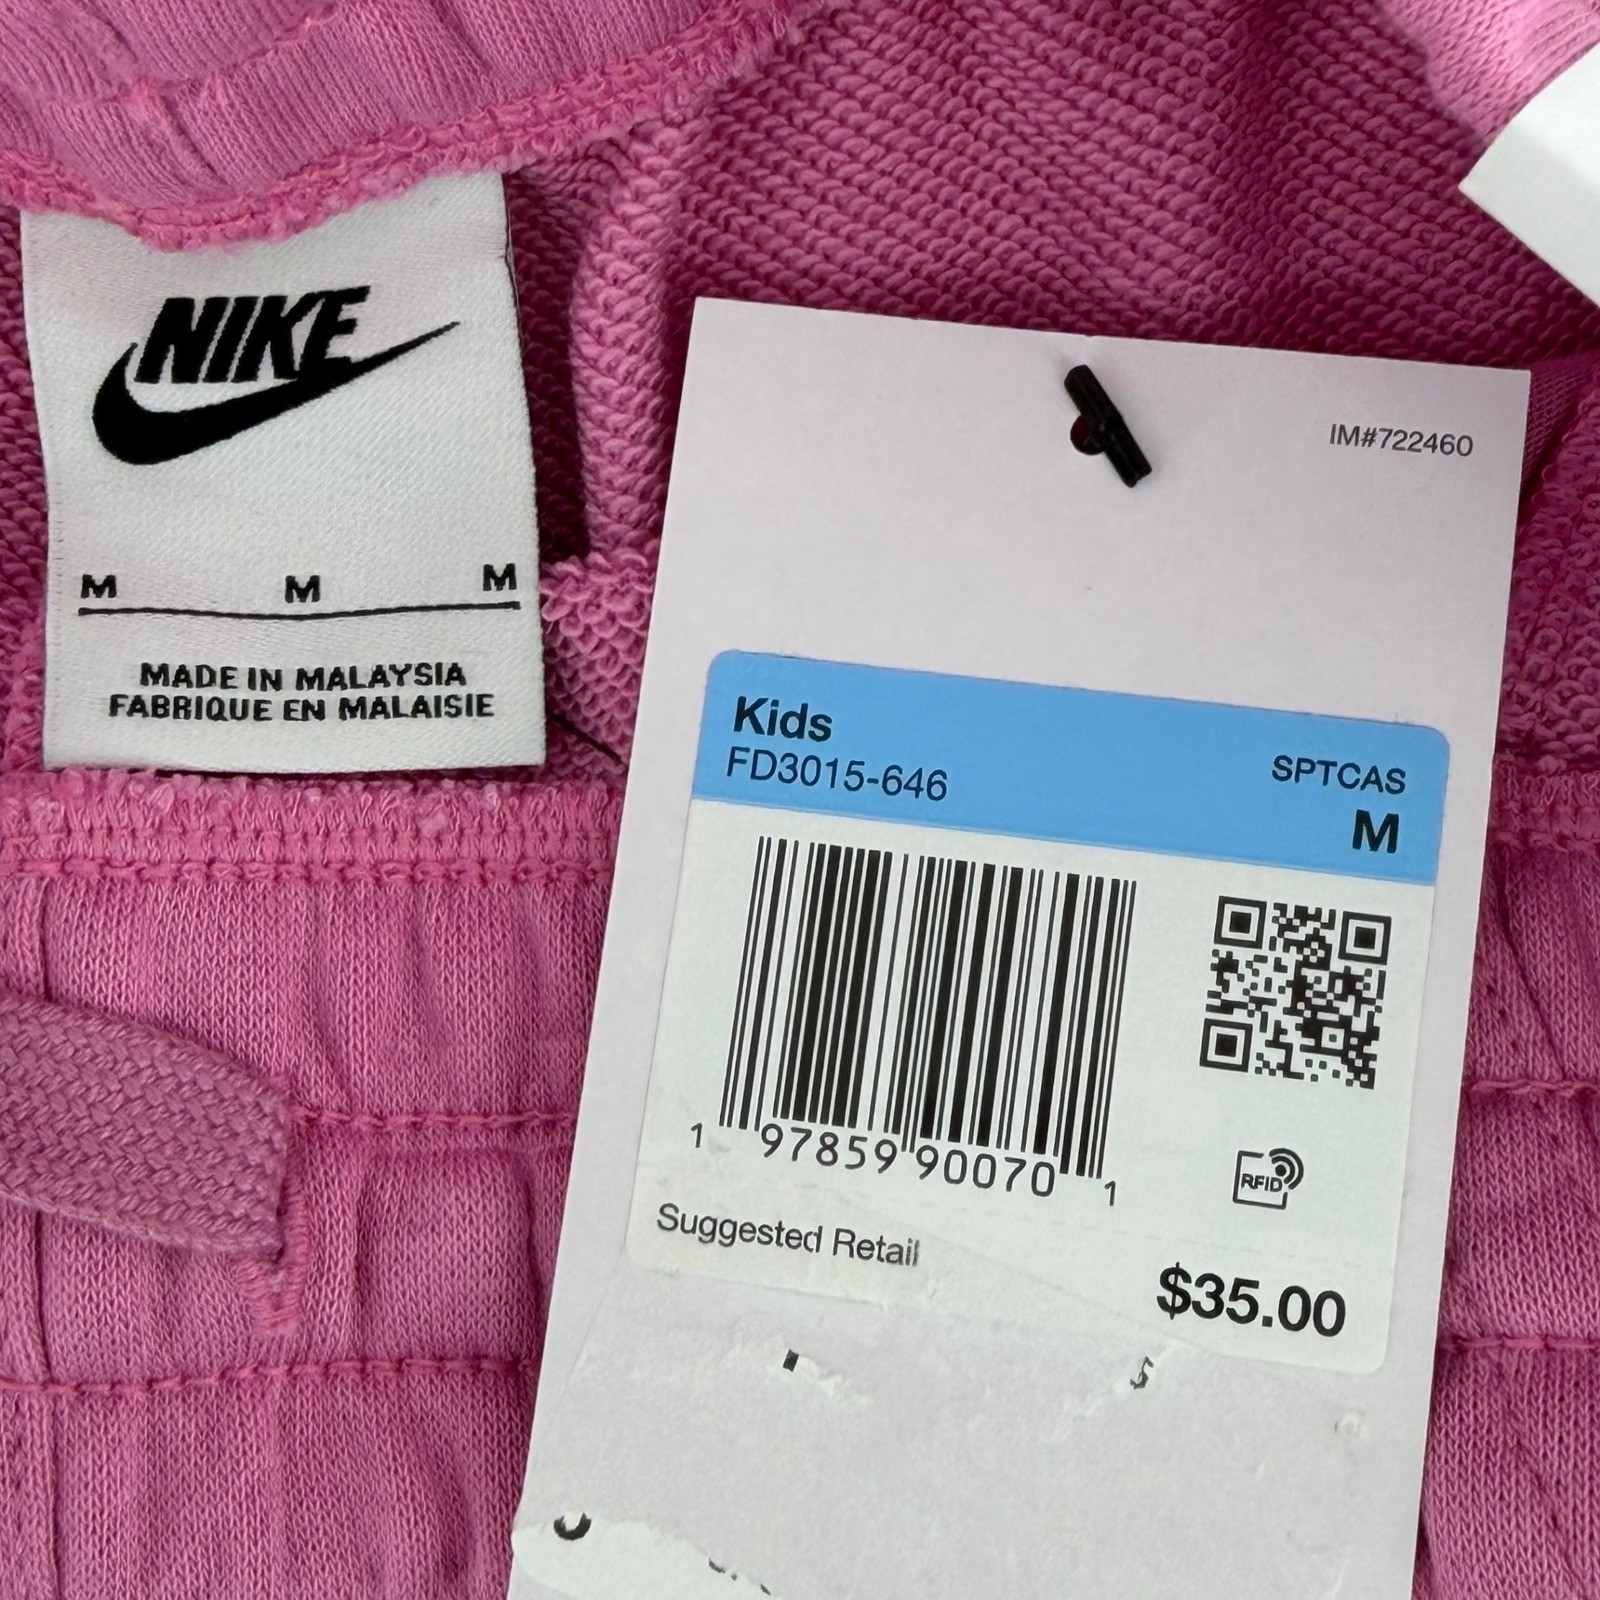 NIKE
M M M
MADE IN MALAYSIA
FABRIQUE EN MALAISIE
IM#722460
Kids
FD3015-646
SPTCAS
M
1 97859 90070 1
RFID
Suggested Retail
$35.00